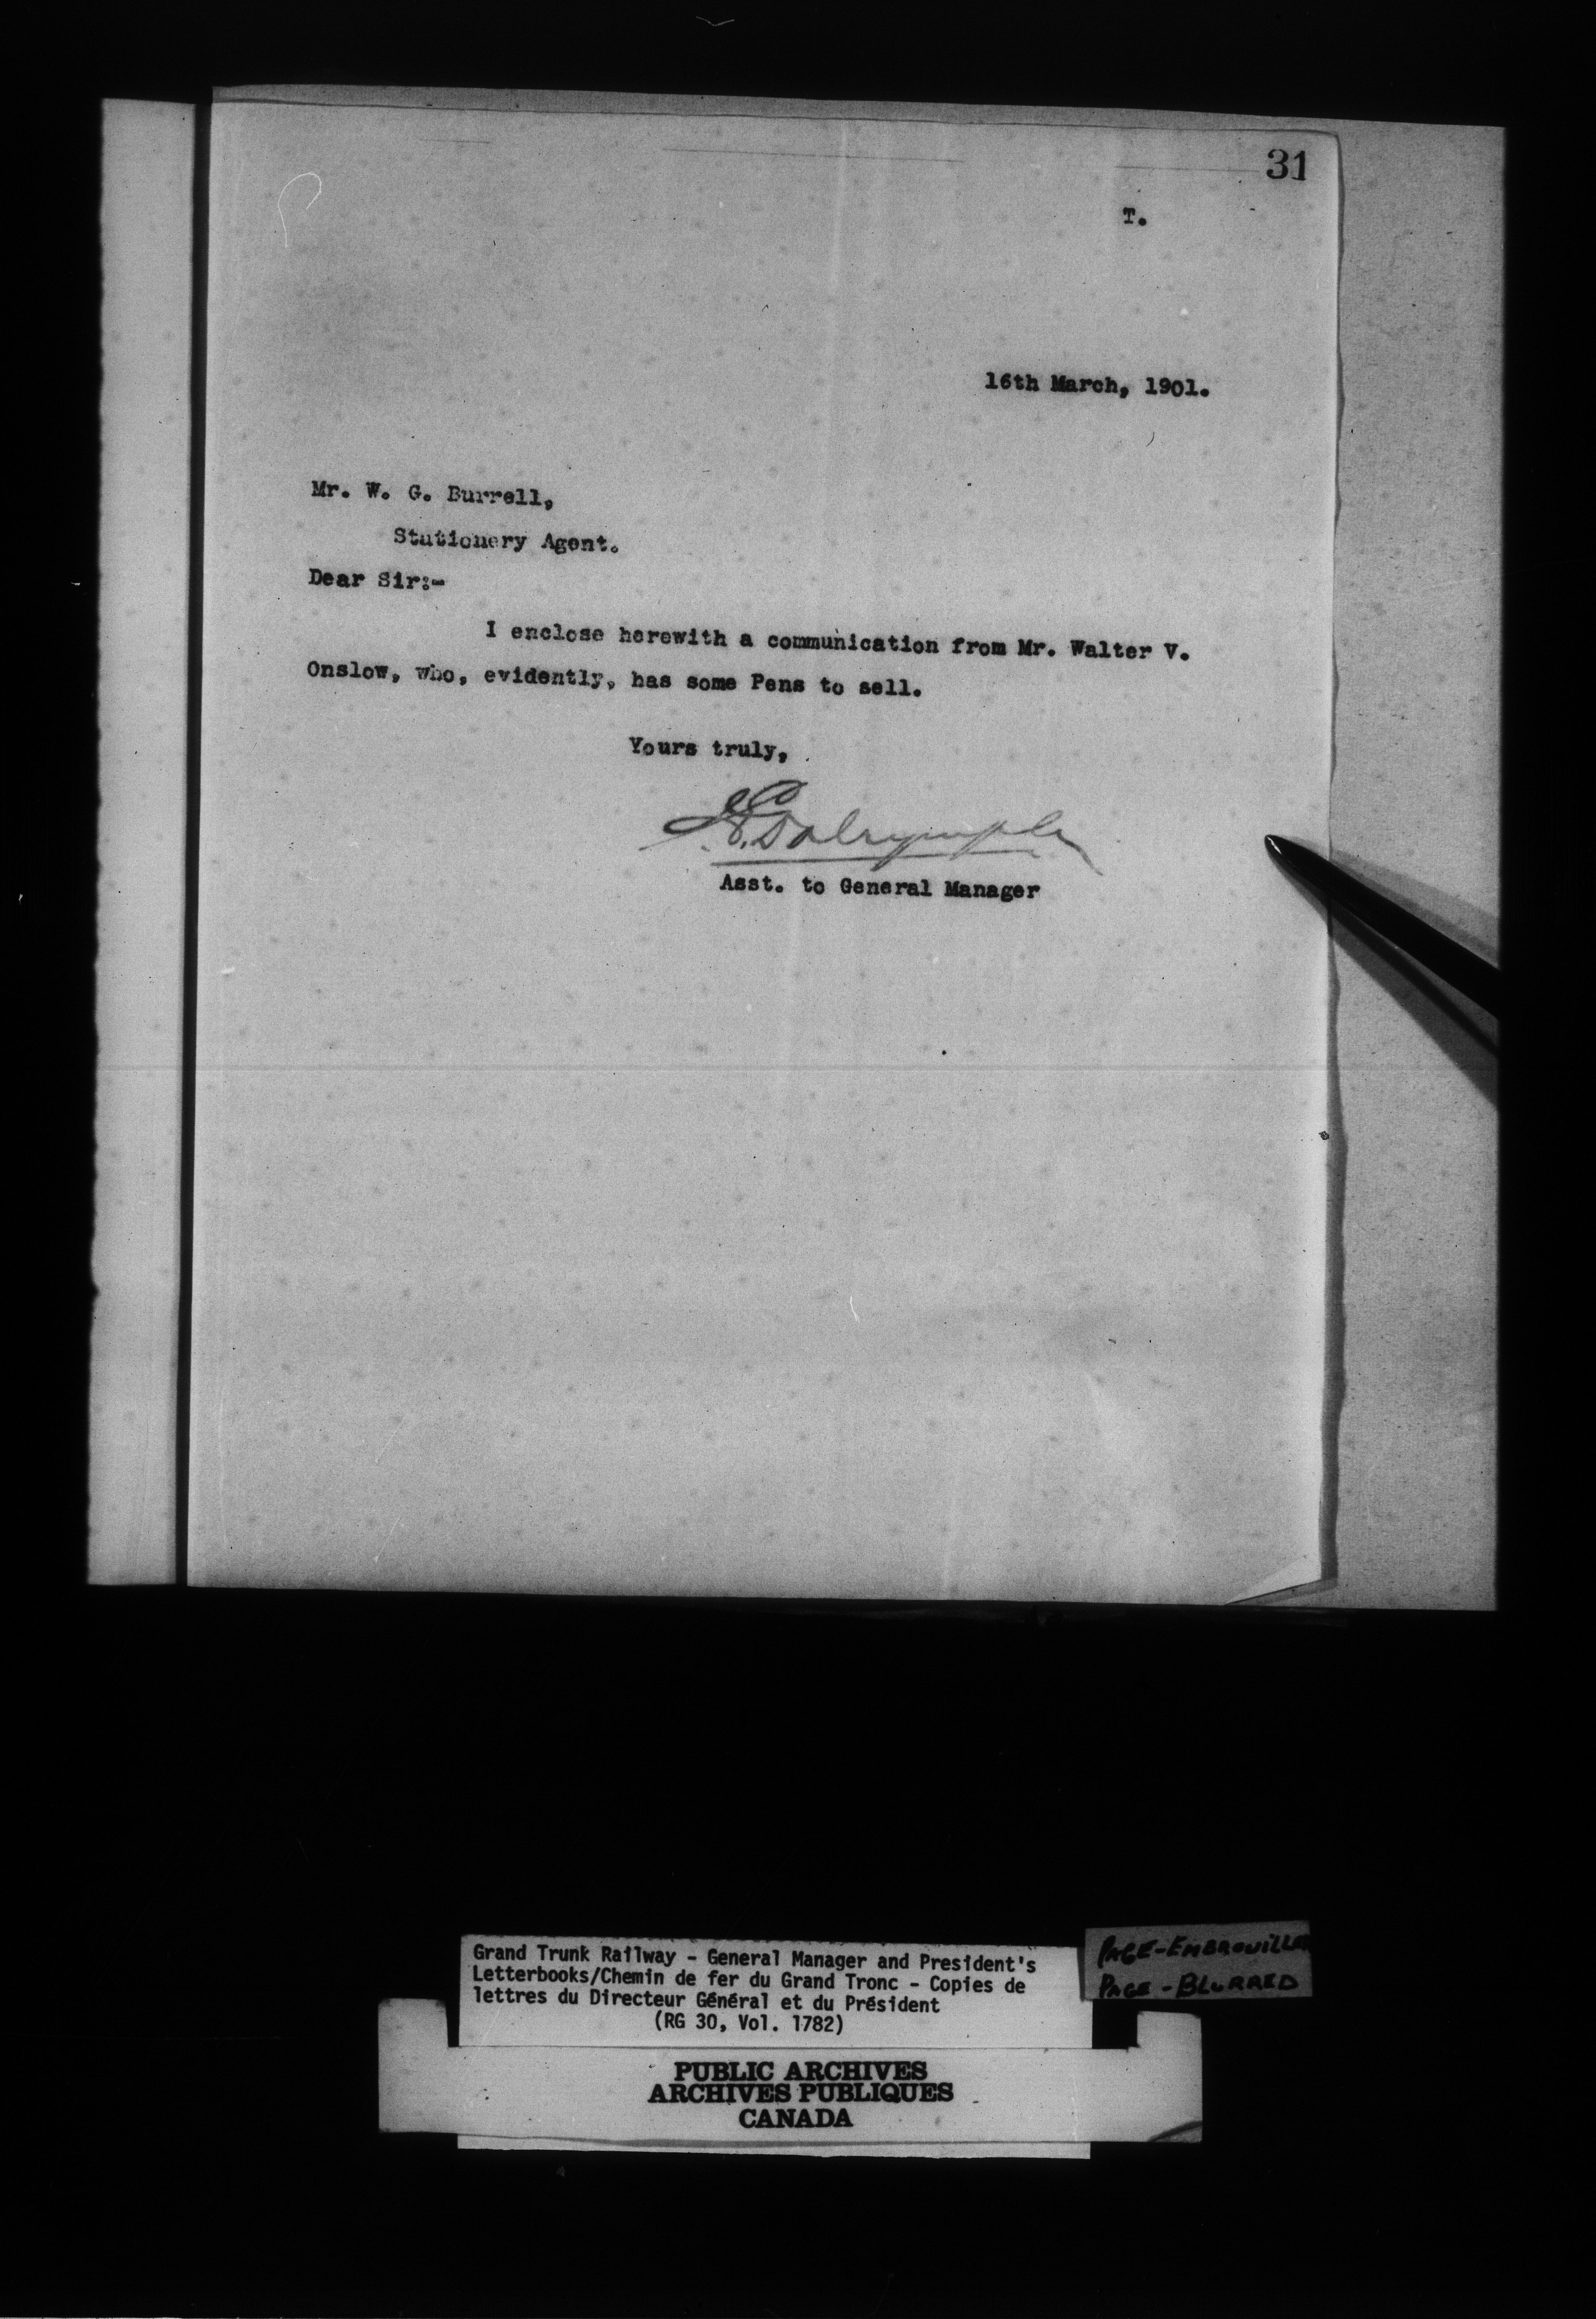 31
T.
16th March, 1901.
Mr. W. G. Burrell,
Stationery Agent.
Dear Sir:-
I enclose herewith a communication from Mr. Walter V.
Onslow, who, evidently, has some Pens to sell.
Yours truly,
Dalrymple
Asst. to General Manager
Grand Trunk Railway - General Manager and President's
Letterbooks/Chemin de fer du Grand Tronc - Copies de
lettres du Directeur Général et du Président
(RG 30, Vol. 1782)
PAGE-EMBROUILLEE
PAGE-BLURRED
PUBLIC ARCHIVES
ARCHIVES PUBLIQUES
CANADA